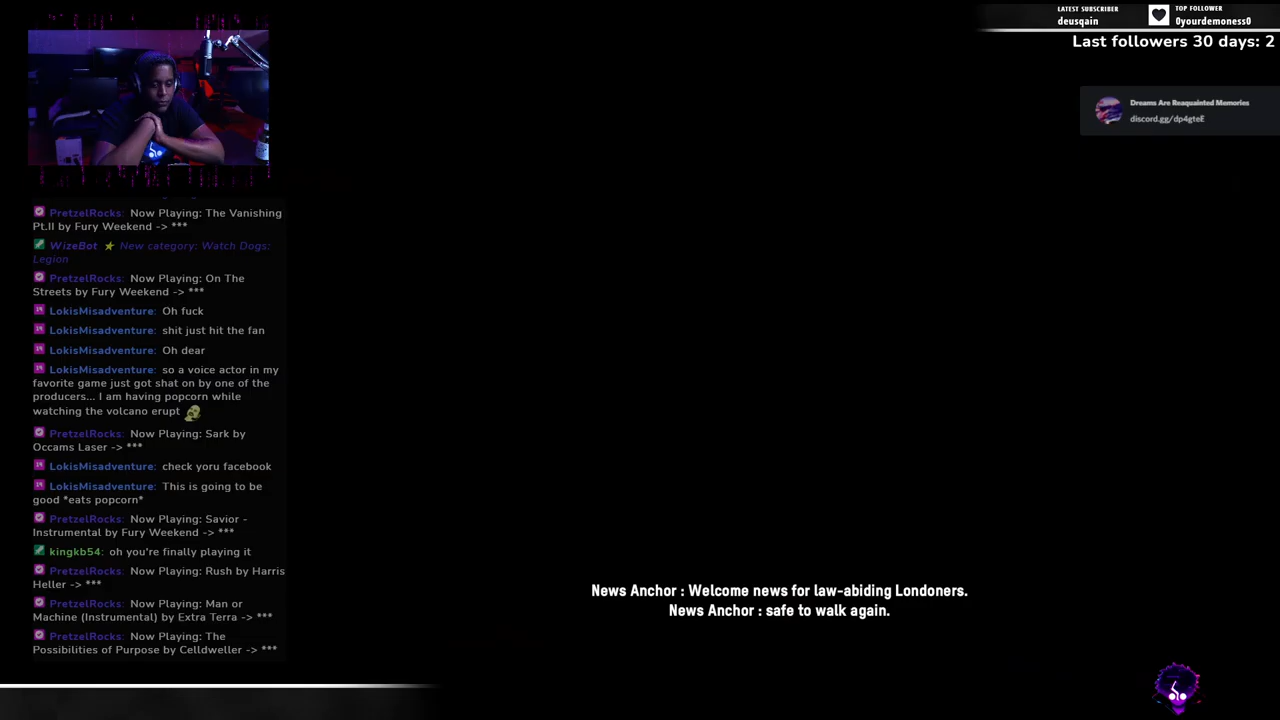 LATEST SUBSCRIBER
deusqain
TOP FOLLOWER
0yourdemoness0
Last followers 30 days: 2
Dreams Are Reaquainted Memories
discord.gg/dp4gteE
PretzelRocks: Now Playing: The Vanishing
Pt.II by Fury Weekend -> ***
WizeBot New category: Watch Dogs:
Legion
PretzelRocks: Now Playing: On The
Streets by Fury Weekend -> ***
LokisMisadventure: Oh fuck
LokisMisadventure: shit just hit the fan
LokisMisadventure: Oh dear
LokisMisadventure: so a voice actor in my
favorite game just got shat on by one of the
producers... I am having popcorn while
watching the volcano erupt
PretzelRocks: Now Playing: Sark by
Occams Laser -> ***
LokisMisadventure: check yoru facebook
LokisMisadventure: This is going to be
good *eats popcorn*
PretzelRocks: Now Playing: Savior -
Instrumental by Fury Weekend -> ***
kingkb54: oh you're finally playing it
PretzelRocks: Now Playing: Rush by Harris
Heller -> ***
PretzelRocks: Now Playing: Man or
Machine (Instrumental) by Extra Terra -> ***
PretzelRocks: Now Playing: The
Possibilities of Purpose by Celldweller -> ***
News Anchor : Welcome news for law-abiding Londoners.
News Anchor : safe to walk again.